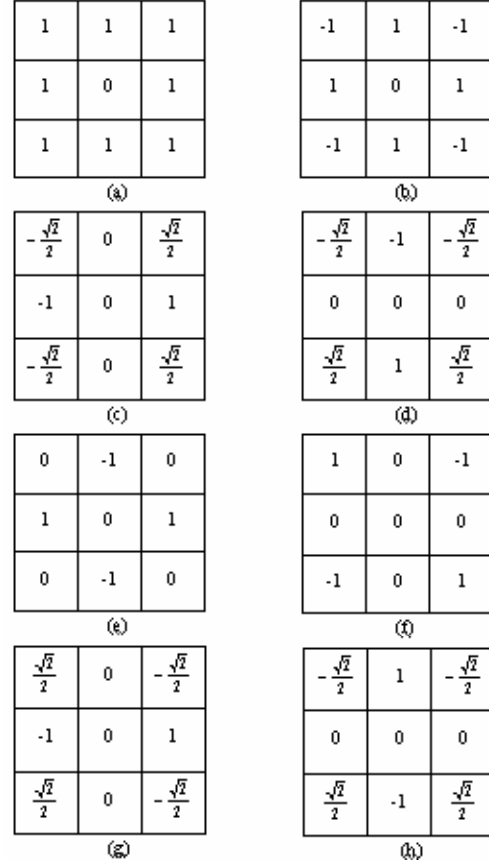 1 1 1 -1 1 -1
1 0 1 1 0 1
1 1 1 -1 1 -1
(a) (b)
-√2/2 0 √2/2 -√2/2 -1 -√2/2
-1 0 1 0 0 0
-√2/2 0 √2/2 √2/2 1 √2/2
(c) (d)
0 -1 0 1 0 -1
1 0 1 0 0 0
0 -1 0 -1 0 1
(e) (f)
√2/2 0 -√2/2 -√2/2 1 -√2/2
-1 0 1 0 0 0
√2/2 0 -√2/2 √2/2 -1 √2/2
(g) (h)